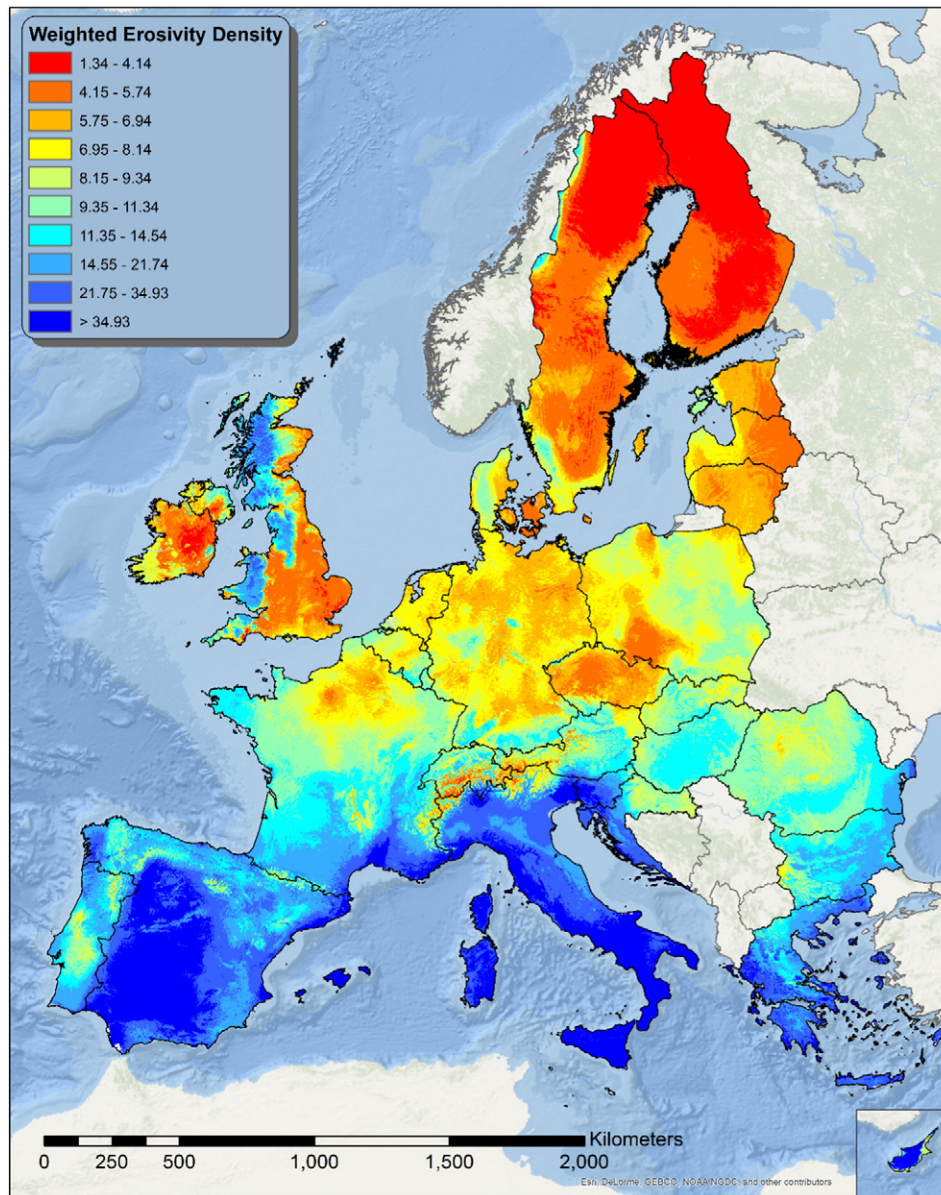 Weighted Erosivity Density
1.34 - 4.14
4.15 - 5.74
5.75 - 6.94
6.95 - 8.14
8.15 - 9.34
9.35 - 11.34
11.35 - 14.54
14.55 - 21.74
21.75 - 34.93
> 34.93
Kilometers
0 250 500 1,000 1,500 2,000
Esri, DeLorme, GEBCO, NOAA NGDC, and other contributors